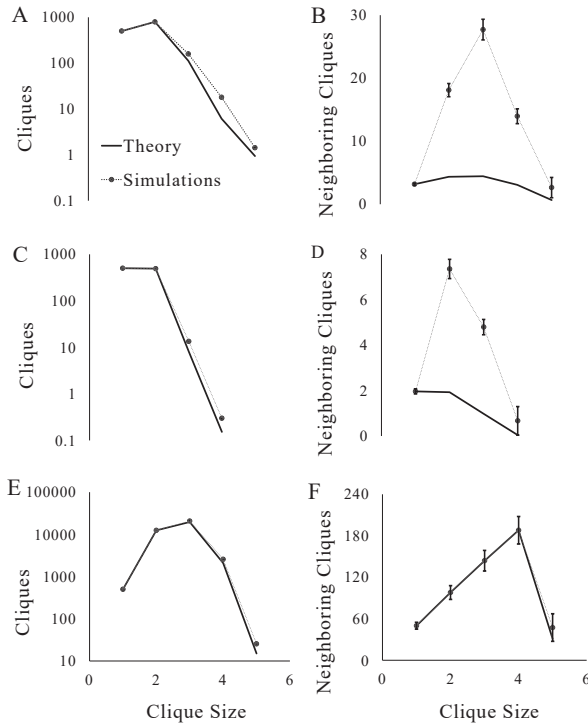 A
1000
100
10
1
0.1
Cliques
Theory
Simulations
B
30
20
10
0
Neighboring Cliques
C
1000
100
10
1
0.1
Cliques
D
8
6
4
2
0
Neighboring Cliques
E
100000
10000
1000
100
10
Cliques
0 2 4 6
Clique Size
F
240
180
120
60
0
Neighboring Cliques
0 2 4 6
Clique Size